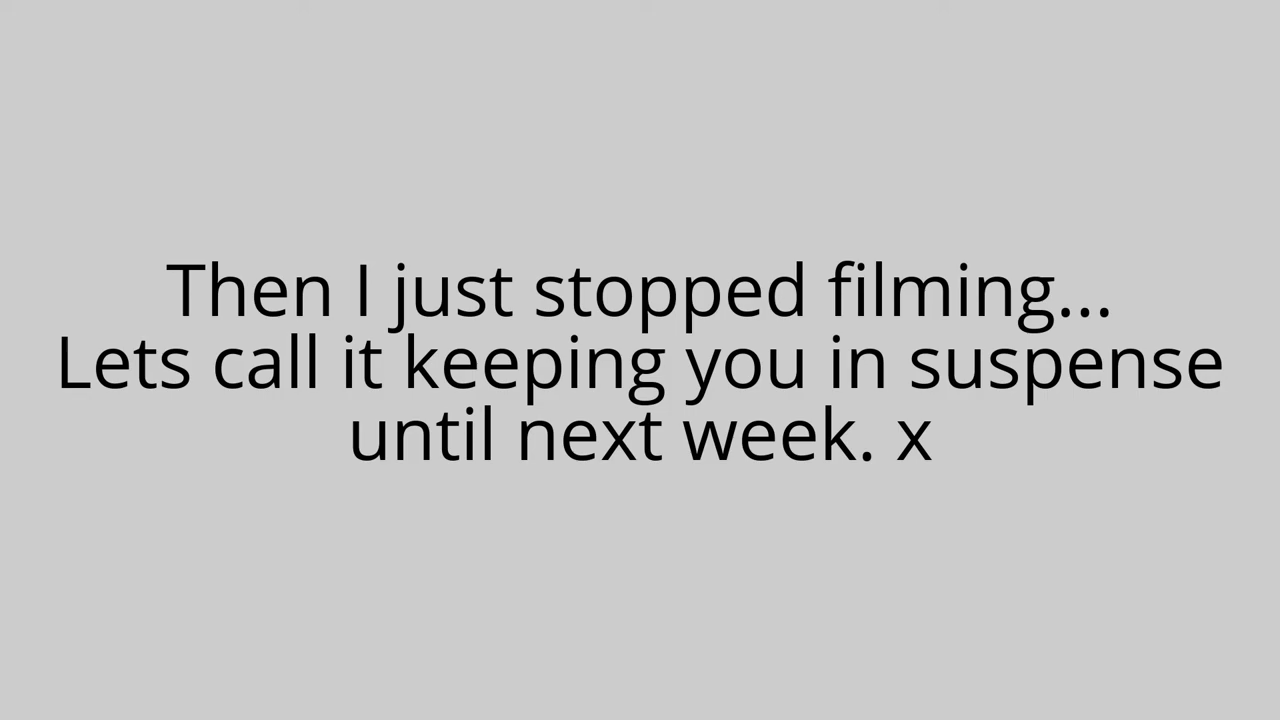 Then I just stopped filming...
Lets call it keeping you in suspense
until next week. x